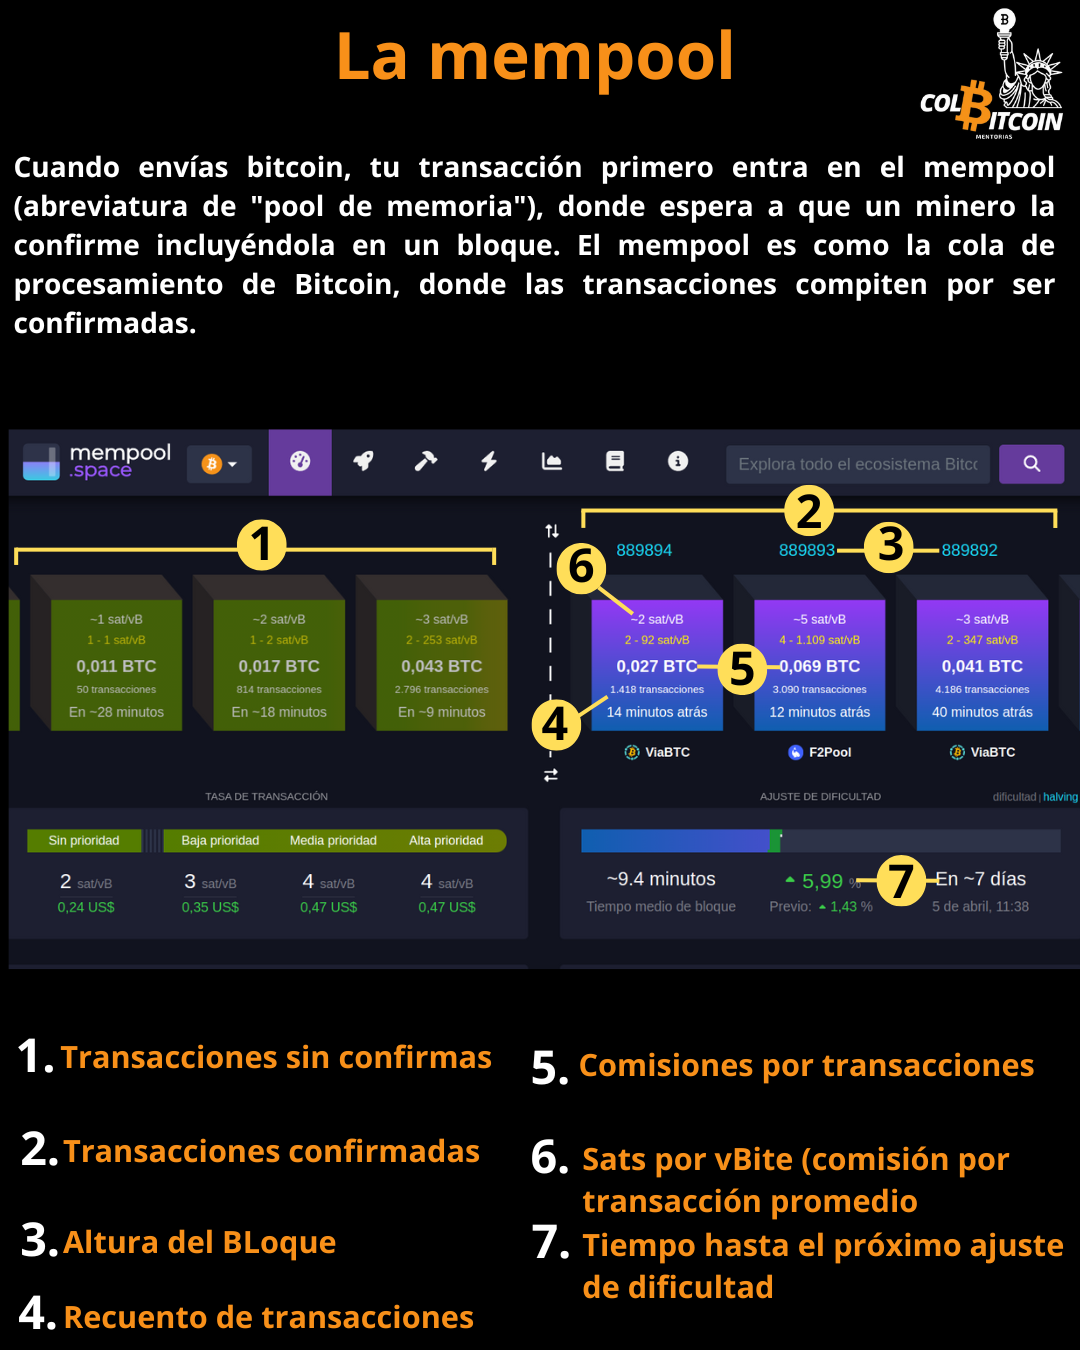 La mempool
COL BITCOIN
MENTORIAS
Cuando envías bitcoin, tu transacción primero entra en el mempool
(abreviatura de "pool de memoria"), donde espera a que un minero la
confirme incluyéndola en un bloque. El mempool es como la cola de
procesamiento de Bitcoin, donde las transacciones compiten por ser
confirmadas.
mempool
.space
Explora todo el ecosistema Bitcc
1
2
889894
889893
3
889892
6
~1 sat/vB
1 - 1 sat/vB
0,011 BTC
50 transacciones
En ~28 minutos
~2 sat/vB
1 - 2 sat/vB
0,017 BTC
814 transacciones
En ~18 minutos
~3 sat/vB
2 - 253 sat/vB
0,043 BTC
2.796 transacciones
En ~9 minutos
~2 sat/vB
2 - 92 sat/vB
0,027 BTC
1.418 transacciones
14 minutos atrás
ViaBTC
5
4
~5 sat/vB
4 - 1.109 sat/vB
0,069 BTC
3.090 transacciones
12 minutos atrás
F2Pool
~3 sat/vB
2 - 347 sat/vB
0,041 BTC
4.186 transacciones
40 minutos atrás
ViaBTC
TASA DE TRANSACCIÓN
Sin prioridad Baja prioridad Media prioridad Alta prioridad
2 sat/vB 3 sat/vB 4 sat/vB 4 sat/vB
0,24 US$ 0,35 US$ 0,47 US$ 0,47 US$
AJUSTE DE DIFICULTAD
dificultad | halving
~9.4 minutos 5,99 % 7 En ~7 días
Tiempo medio de bloque Previo: 1,43 % 5 de abril, 11:38
1. Transacciones sin confirmas
2. Transacciones confirmadas
3. Altura del BLoque
4. Recuento de transacciones
5. Comisiones por transacciones
6. Sats por vBite (comisión por
transacción promedio
7. Tiempo hasta el próximo ajuste
de dificultad